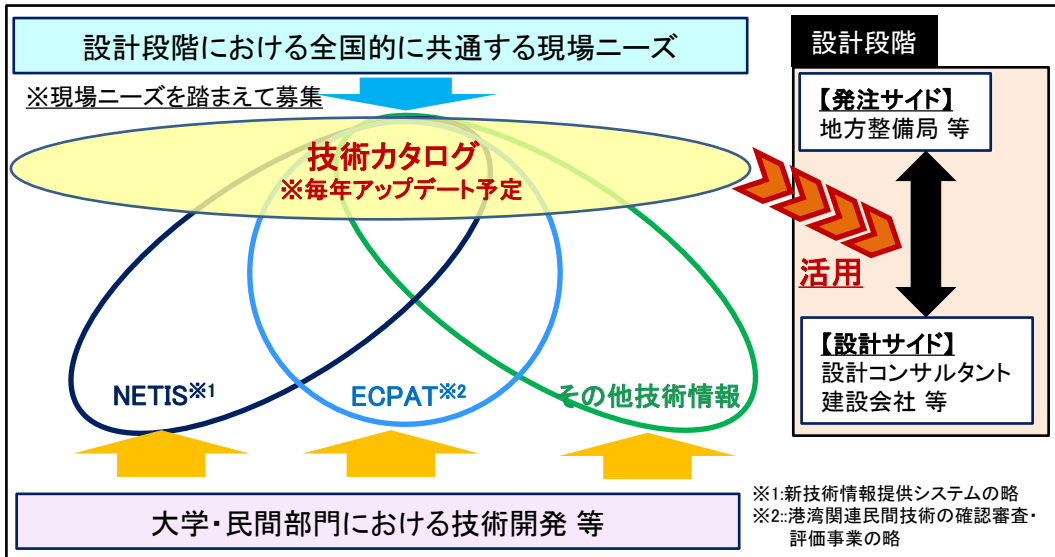 設計段階における全国的に共通する現場ニーズ
※現場ニーズを踏まえて募集
技術カタログ
※毎年アップデート予定
NETIS※1
ECPAT※2
その他技術情報
大学・民間部門における技術開発 等
活用
設計段階
【発注サイド】
地方整備局 等
【設計サイド】
設計コンサルタント
建設会社 等
※1:新技術情報提供システムの略
※2::港湾関連民間技術の確認審査・
評価事業の略